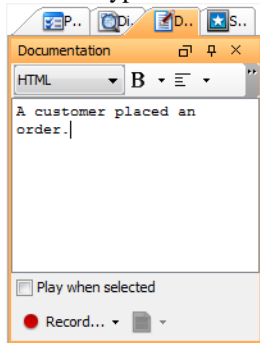 P.. Di. D.. S..
Documentation
HTML B
A customer placed an
order.
Play when selected
Record...